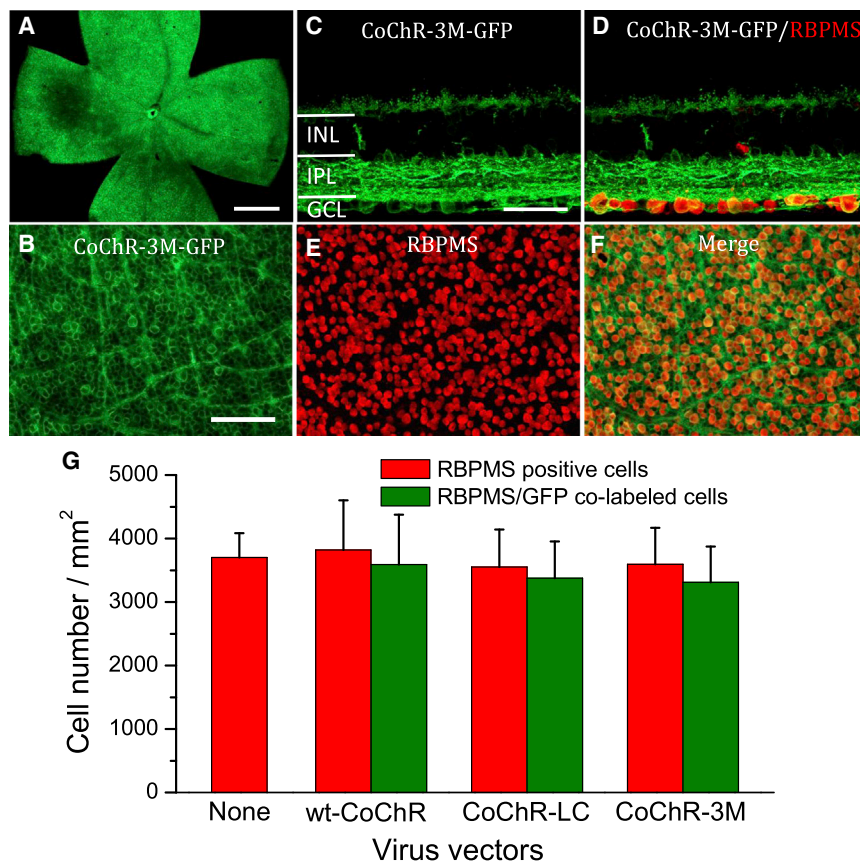 A
C CoChR-3M-GFP
D CoChR-3M-GFP/RBPMS
INL
IPL
GCL
B CoChR-3M-GFP
E RBPMS
F Merge
G
RBPMS positive cells
RBPMS/GFP co-labeled cells
Cell number / mm²
5000
4000
3000
2000
1000
0
None wt-CoChR CoChR-LC CoChR-3M
Virus vectors